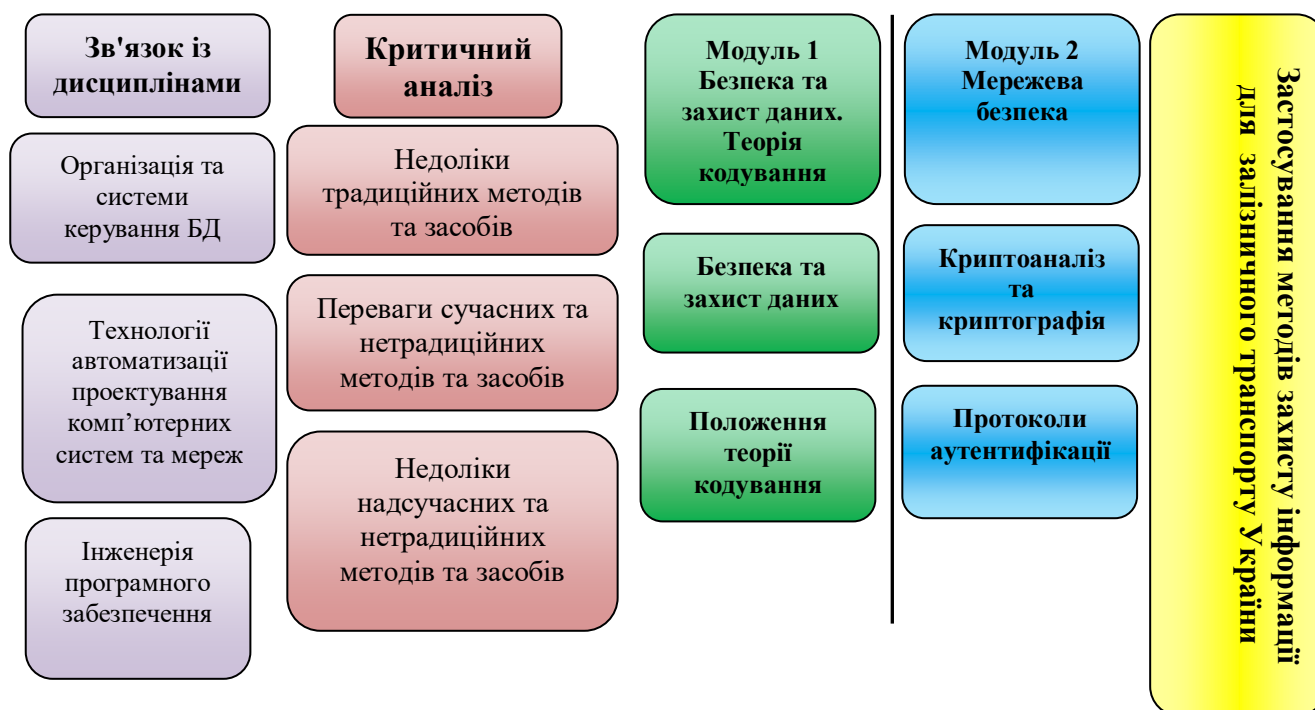 Зв'язок із
дисциплінами
Організація та
системи
керування БД
Технології
автоматизації
проектування
комп’ютерних
систем та мереж
Інженерія
програмного
забезпечення
Критичний
аналіз
Недоліки
традиційних методів
та засобів
Переваги сучасних та
нетрадиційних
методів та засобів
Недоліки
надсучасних та
нетрадиційних
методів та засобів
Модуль 1
Безпека та
захист даних.
Теорія
кодування
Безпека та
захист даних
Положення
теорії
кодування
Модуль 2
Мережева
безпека
Криптоаналіз
та
криптографія
Протоколи
аутентифікації
Застосування методів захисту інформації
для залізничного транспорту України